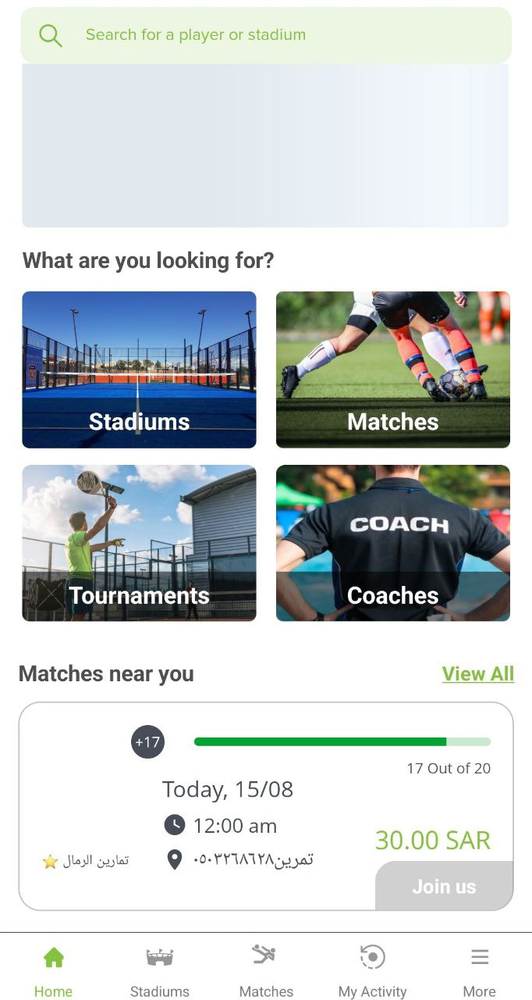 Search for a player or stadium
What are you looking for?
Stadiums
Matches
COACH
Tournaments
Coaches
Matches near you
View All
+17
17 Out of 20
Today, 15/08
12:00 am
30.00 SAR
تمارين الرمال
تمرين٠٥٠٣٢٦٨٦٢٨
Join us
Home
Stadiums
Matches
My Activity
More